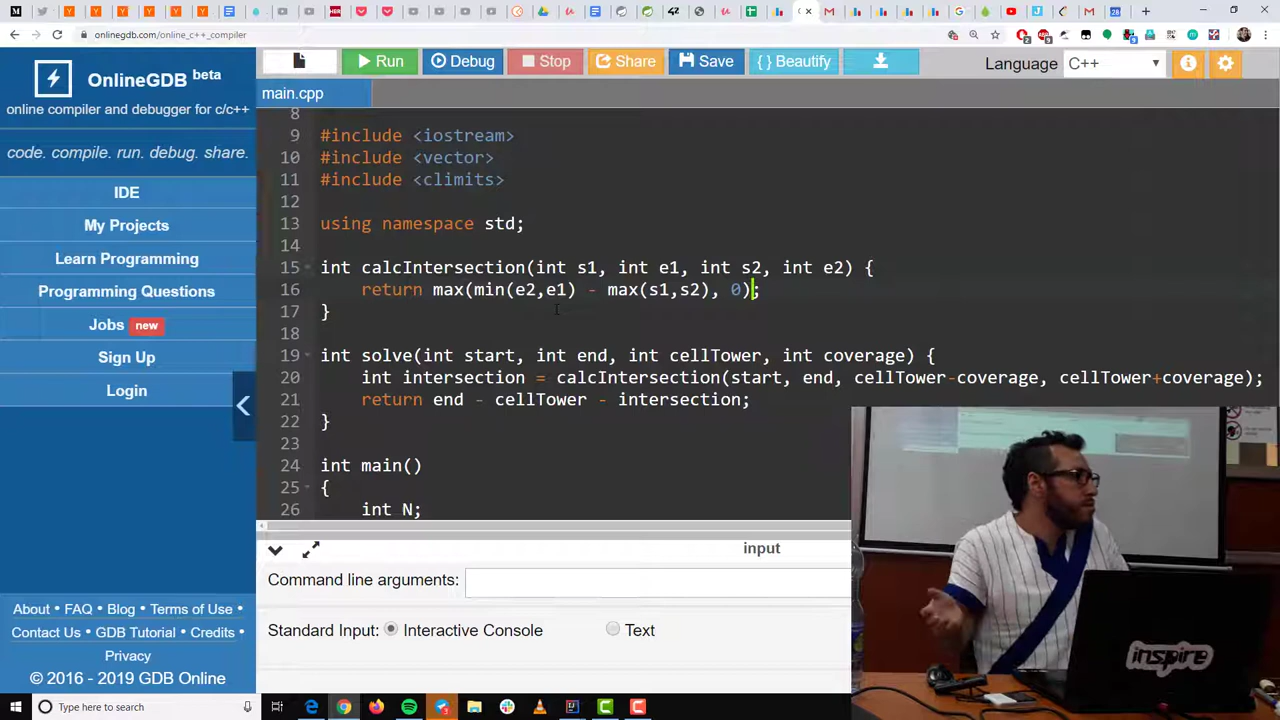 onlinegdb.com/online_c++_compiler
OnlineGDB beta
online compiler and debugger for c/c++
code. compile. run. debug. share.
IDE
My Projects
Learn Programming
Programming Questions
Jobs new
Sign Up
Login
About • FAQ • Blog • Terms of Use •
Contact Us • GDB Tutorial • Credits •
Privacy
© 2016 - 2019 GDB Online
Run
Debug
Stop
Share
Save
{ } Beautify
Language
C++
main.cpp
8
9 #include <iostream>
10 #include <vector>
11 #include <climits>
12
13 using namespace std;
14
15 int calcIntersection(int s1, int e1, int s2, int e2) {
16 return max(min(e2,e1) - max(s1,s2), 0);
17 }
18
19 int solve(int start, int end, int cellTower, int coverage) {
20 int intersection = calcIntersection(start, end, cellTower-coverage, cellTower+coverage);
21 return end - cellTower - intersection;
22 }
23
24 int main()
25 {
26 int N;
input
Command line arguments:
Standard Input:
Interactive Console
Text
inspire
Type here to search